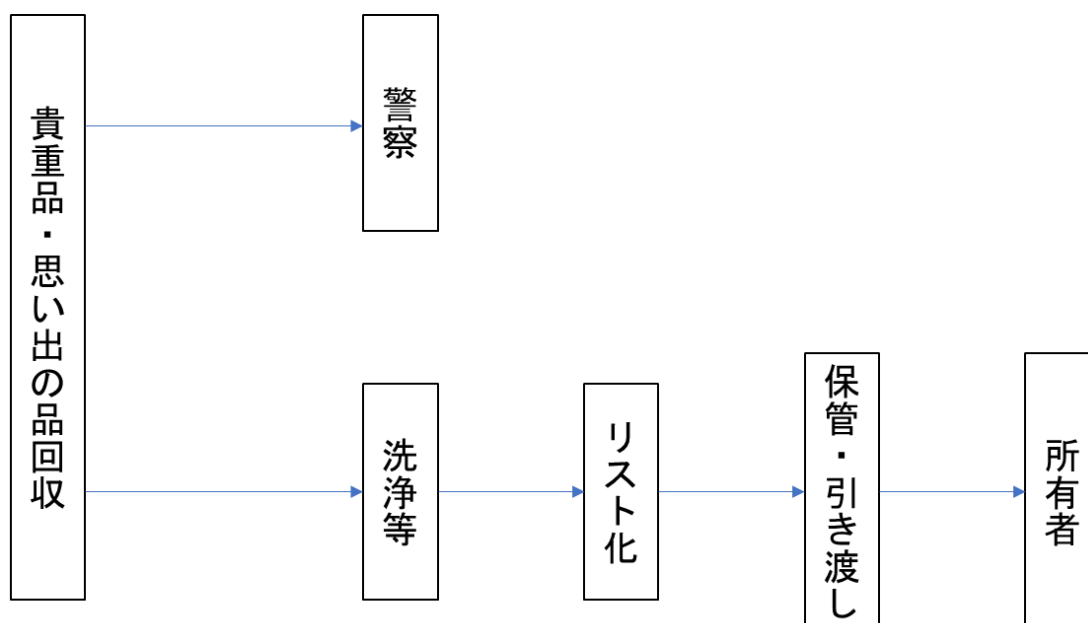 貴重品・思い出の品回収
警察
洗浄等
リスト化
保管・引き渡し
所有者